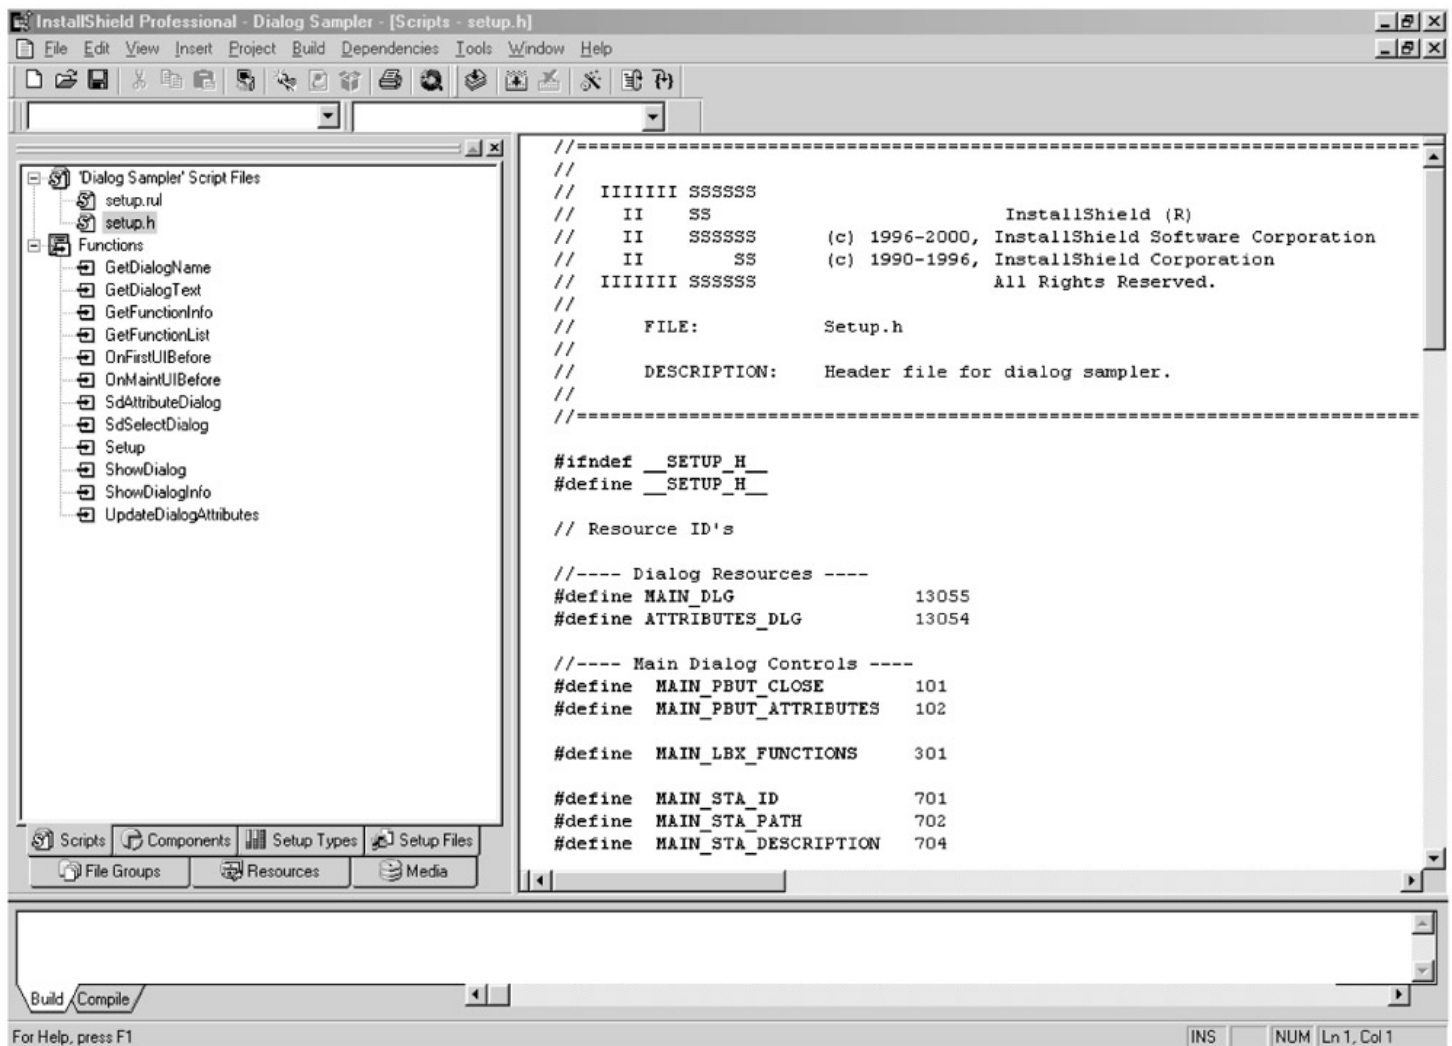 InstallShield Professional - Dialog Sampler - [Scripts - setup.h]
File Edit View Insert Project Build Dependencies Tools Window Help
'Dialog Sampler' Script Files
setup.rul
setup.h
Functions
GetDialogName
GetDialogText
GetFunctionInfo
GetFunctionList
OnFirstUIBefore
OnMaintUIBefore
SdAttributeDialog
SdSelectDialog
Setup
ShowDialog
ShowDialogInfo
UpdateDialogAttributes
Scripts Components Setup Types Setup Files
File Groups Resources Media
//===========================================================================
//
//  IIIIIII SSSSSS
//    II    SS                          InstallShield (R)
//    II    SSSSSS      (c) 1996-2000, InstallShield Software Corporation
//    II        SS      (c) 1990-1996, InstallShield Corporation
//  IIIIIII SSSSSS                     All Rights Reserved.
//
//      FILE:           Setup.h
//
//      DESCRIPTION:    Header file for dialog sampler.
//
//===========================================================================
#ifndef __SETUP_H__
#define __SETUP_H__
// Resource ID's
//---- Dialog Resources ----
#define MAIN_DLG                13055
#define ATTRIBUTES_DLG          13054
//---- Main Dialog Controls ----
#define  MAIN_PBUT_CLOSE        101
#define  MAIN_PBUT_ATTRIBUTES   102
#define  MAIN_LBX_FUNCTIONS     301
#define  MAIN_STA_ID            701
#define  MAIN_STA_PATH          702
#define  MAIN_STA_DESCRIPTION   704
Build Compile
For Help, press F1 INS NUM Ln 1, Col 1